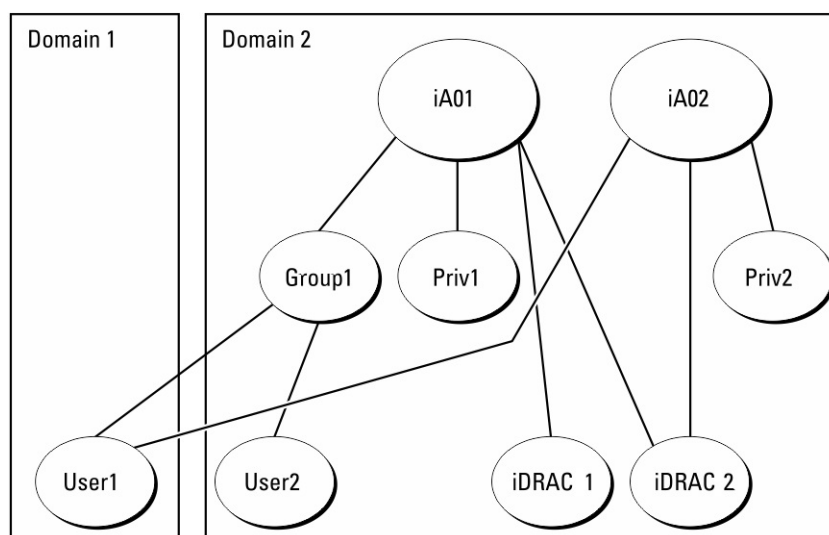 Domain 1
Domain 2
iA01
iA02
Group1
Priv1
Priv2
User1
User2
iDRAC 1
iDRAC 2